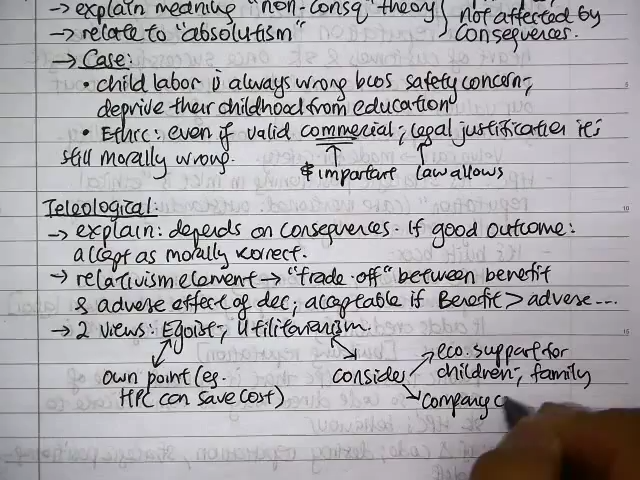 → explain meaning "non-consq" theory } not affected by
→ relate to "absolutism" consequences.
→ Case:
• child labor is always wrong bcos safety concern;
deprive their childhood from education
• Ethic: even if valid commercial; legal justification it's
still morally wrong.
$ importance law allows
Teleological:
→ explain: depends on consequences. If good outcome:
accept as morally korrect.
→ relativism element → "trade-off" between benefit
& adverse effect of dec; acceptable if Benefit > adverse...
→ 2 views: Egoist; Utilitarianism.
own point (eg. consider eco. support for
HPC can save cost) children; family
company c